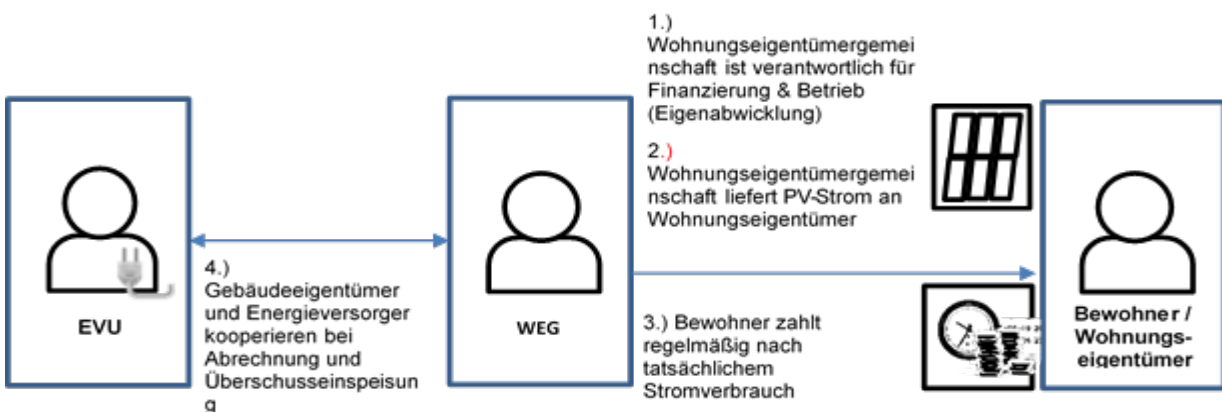 1.)
Wohnungseigentümergemei
nschaft ist verantwortlich für
Finanzierung & Betrieb
(Eigenabwicklung)
2.)
Wohnungseigentümergemei
nschaft liefert PV-Strom an
Wohnungseigentümer
3.) Bewohner zahlt
regelmäßig nach
tatsächlichem
Stromverbrauch
4.)
Gebäudeeigentümer
und Energieversorger
kooperieren bei
Abrechnung und
Überschusseinspeisun
g
EVU
WEG
Bewohner /
Wohnungs-
eigentümer